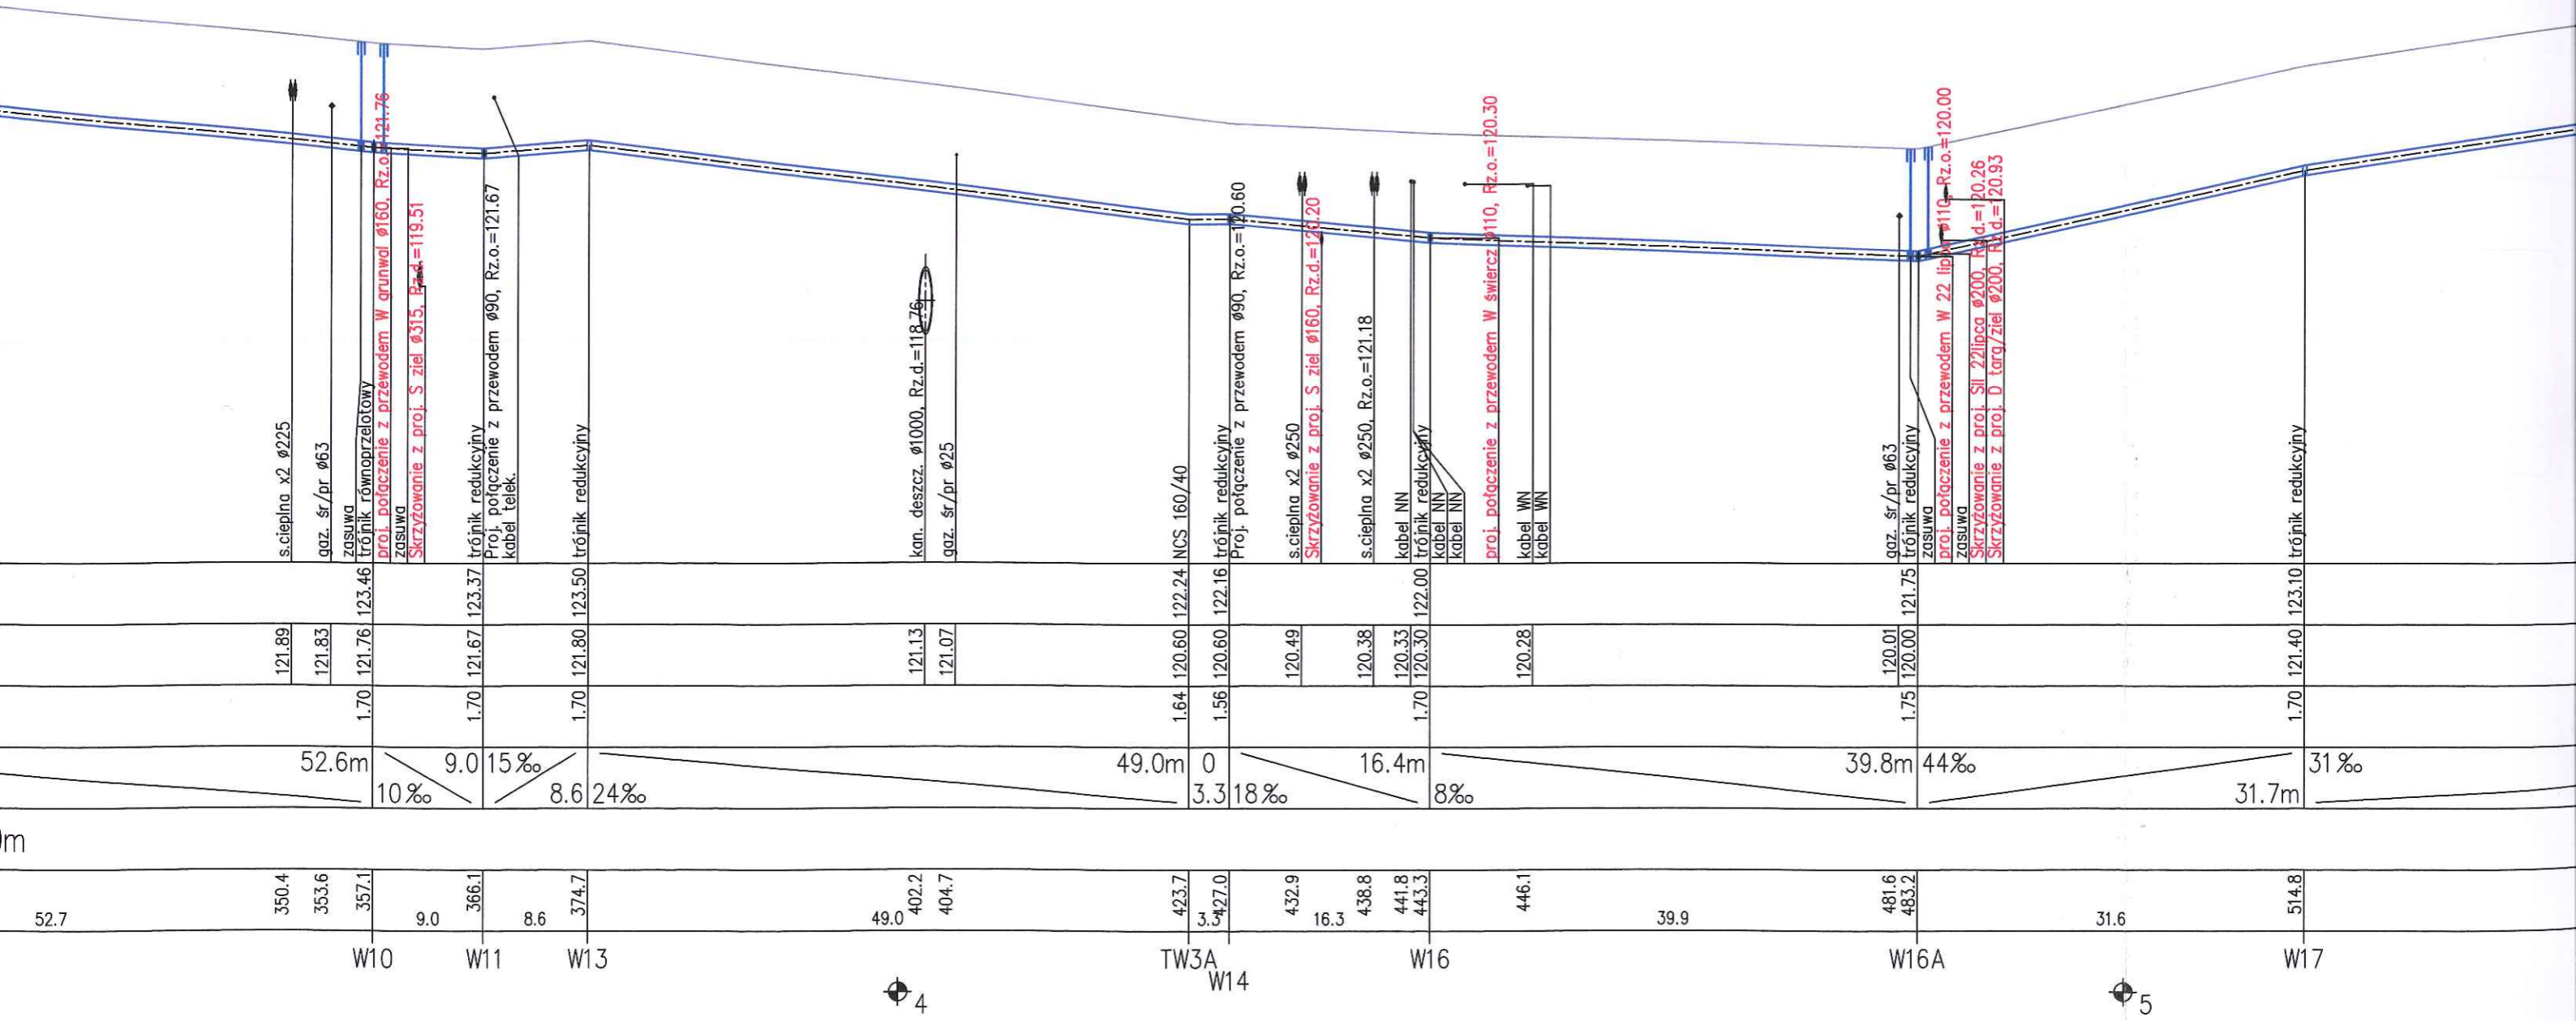 s.cieplna x2 ø225
gaz. śr/pr ø63
zasuwa
trójnik równoprzelotowy
proj. połączenie z przewodem W grunwal ø160, Rz.o.=121.76
zasuwa
Skrzyżowanie z proj. S ziel ø315, Rz.d.=119.51
trójnik redukcyjny
Proj. połączenie z przewodem ø90, Rz.o.=121.67
kabel telek.
trójnik redukcyjny
kan. deszcz. ø1000, Rz.d.=118.76
gaz. śr/pr ø25
NCS 160/40
trójnik redukcyjny
Proj. połączenie z przewodem ø90, Rz.o.=120.60
s.cieplna x2 ø250
Skrzyżowanie z proj. S ziel ø160, Rz.d.=120.20
s.cieplna x2 ø250, Rz.o.=121.18
kabel NN
trójnik redukcyjny
kabel NN
kabel NN
proj. połączenie z przewodem W świercz ø110, Rz.o.=120.30
kabel WN
kabel WN
gaz. śr/pr ø63
trójnik redukcyjny
zasuwa
proj. połączenie z przewodem W 22 lipca ø110, Rz.o.=120.00
zasuwa
Skrzyżowanie z proj. SII 22lipca ø200, Rz.d.=120.26
Skrzyżowanie z proj. D targ/ziel ø200, Rz.d.=120.93
trójnik redukcyjny
123.46 123.37 123.50 122.24 122.16 122.00 121.75 123.10
121.89 121.83 121.76 121.67 121.80 121.13 121.07 120.60 120.60 120.49 120.38 120.33 120.30 120.28 120.01 120.00 121.40
1.70 1.70 1.70 1.64 1.56 1.70 1.75 1.70
52.6m 9.0 15‰ 49.0m 0 16.4m 39.8m 44‰ 31‰
10‰ 8.6 24‰ 3.3 18‰ 8‰ 31.7m
m
350.4 353.6 357.1 366.1 374.7 402.2 404.7 423.7 427.0 432.9 438.8 441.8 443.3 446.1 481.6 483.2 514.8
52.7 9.0 8.6 49.0 3.3 16.3 39.9 31.6
W10 W11 W13 TW3A W16 W16A W17
W14
4 5